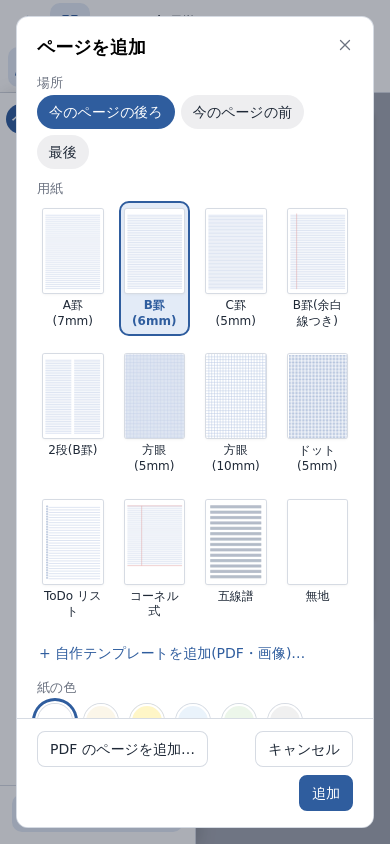 ページを追加
場所
今のページの後ろ
今のページの前
最後
用紙
A罫
(7mm)
B罫
(6mm)
C罫
(5mm)
B罫(余白
線つき)
2段(B罫)
方眼
(5mm)
方眼
(10mm)
ドット
(5mm)
ToDo リス
ト
コーネル
式
五線譜
無地
+ 自作テンプレートを追加(PDF・画像)...
紙の色
PDF のページを追加...
キャンセル
追加